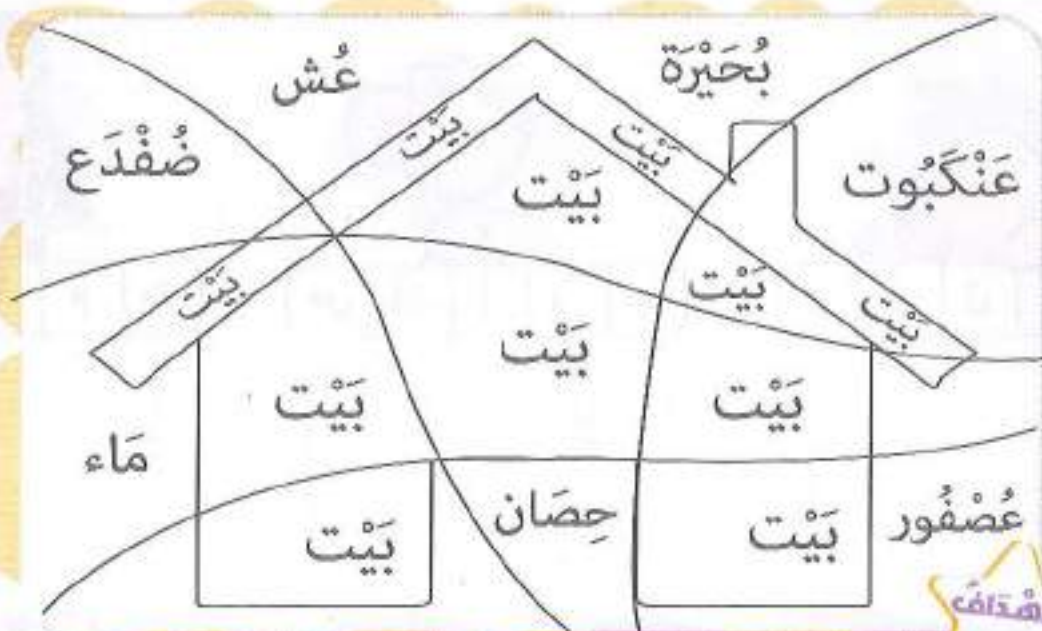 بُحَيْرَة
عُش
بَيْت
بَيْت
ضُفْدَع
عَنْكَبُوت
بَيْت
بَيْت
بَيْت
بَيْت
بَيْت
بَيْت
بَيْت
مَاء
عُصْفُور
حِصَان
بَيْت
بَيْت